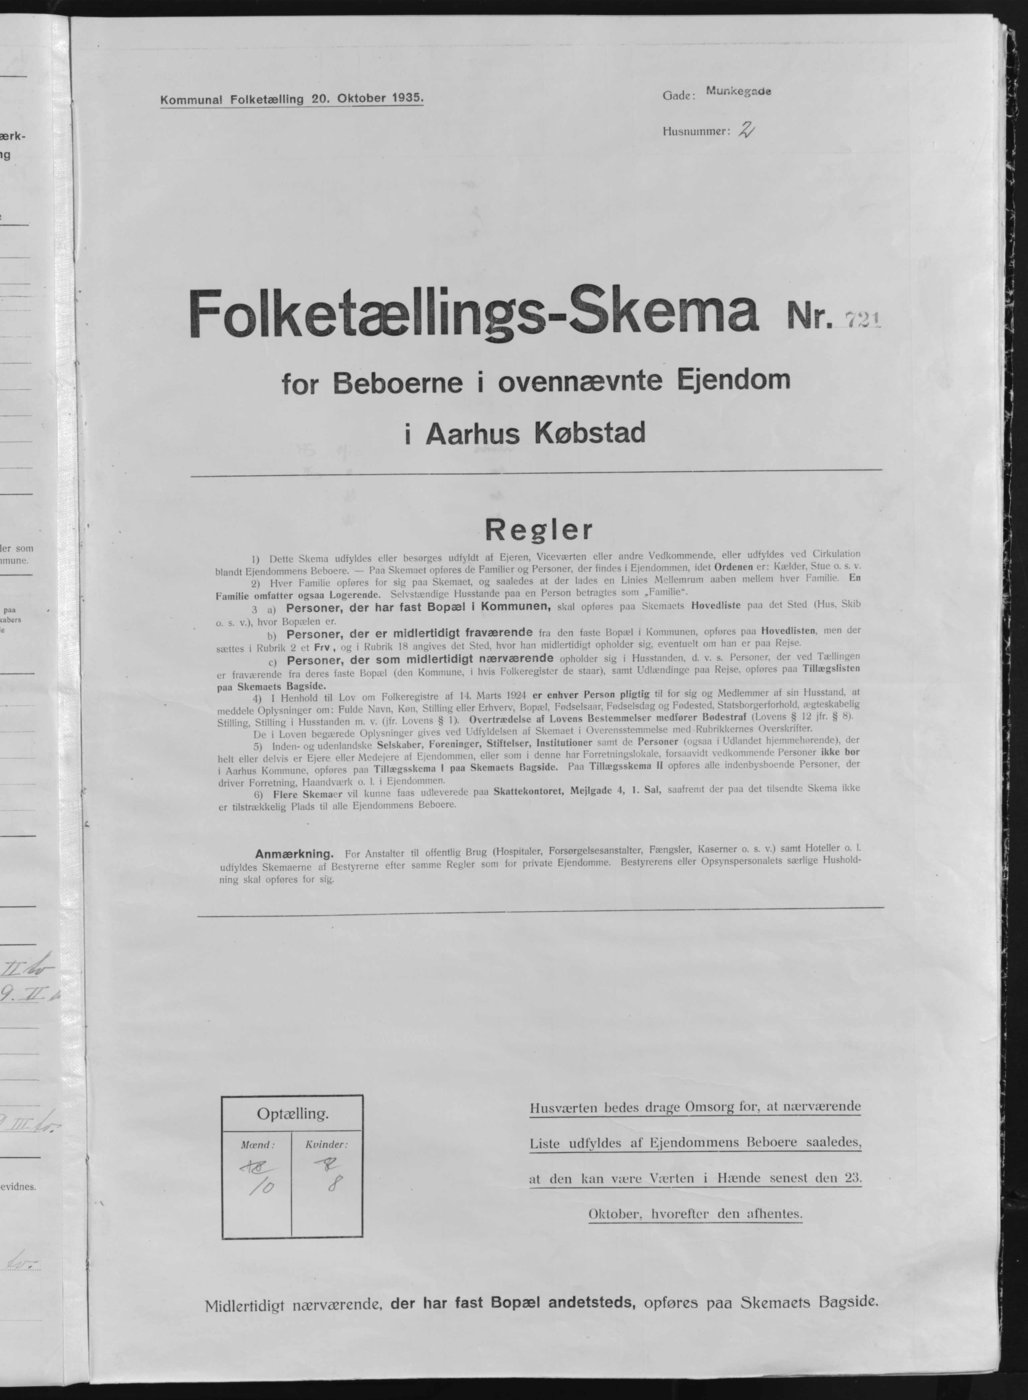 Kommunal Folketælling 20. Oktober 1935.
Gade: Munkegade
Husnummer: 2
Folketællings-Skema Nr. 721
for Beboerne i ovennævnte Ejendom
i Aarhus Købstad
Regler
1) Dette Skema udfyldes eller besørges udfyldt af Ejeren, Viceværten eller andre Vedkommende, eller udfyldes ved Cirkulation
blandt Ejendommens Beboere. — Paa Skemaet opføres de Familier og Personer, der findes i Ejendommen, idet Ordenen er: Kælder, Stue o. s. v.
2) Hver Familie opføres for sig paa Skemaet, og saaledes at der lades en Linies Mellemrum aaben mellem hver Familie. En
Familie omfatter ogsaa Logerende. Selvstændige Husstande paa en Person betragtes som „Familie“.
3 a) Personer, der har fast Bopæl i Kommunen, skal opføres paa Skemaets Hovedliste paa det Sted (Hus, Skib
o. s. v.), hvor Bopælen er.
b) Personer, der er midlertidigt fraværende fra den faste Bopæl i Kommunen, opføres paa Hovedlisten, men der
sættes i Rubrik 2 et Frv., og i Rubrik 18 angives det Sted, hvor han midlertidigt opholder sig, eventuelt om han er paa Rejse.
c) Personer, der som midlertidigt nærværende opholder sig i Husstanden, d. v. s. Personer, der ved Tællingen
er fraværende fra deres faste Bopæl (den Kommune, i hvis Folkeregister de staar), samt Udlændinge paa Rejse, opføres paa Tillægslisten
paa Skemaets Bagside.
4) I Henhold til Lov om Folkeregistre af 14. Marts 1924 er enhver Person pligtig til for sig og Medlemmer af sin Husstand, at
meddele Oplysninger om: Fulde Navn, Køn, Stilling eller Erhverv, Bopæl, Fødselsaar, Fødselsdag og Fødested, Statsborgerforhold, ægteskabelig
Stilling, Stilling i Husstanden m. v. (jfr. Lovens § 1). Overtrædelse af Lovens Bestemmelser medfører Bødestraf (Lovens § 12 jfr. § 8).
De i Loven begærede Oplysninger gives ved Udfyldelsen af Skemaet i Overensstemmelse med Rubrikkernes Overskrifter.
5) Inden- og udenlandske Selskaber, Foreninger, Stiftelser, Institutioner samt de Personer (ogsaa i Udlandet hjemmehørende), der
helt eller delvis er Ejere eller Medejere af Ejendommen, eller som i denne har Forretningslokale, forsaavidt vedkommende Personer ikke bor
i Aarhus Kommune, opføres paa Tillægsskema I paa Skemaets Bagside. Paa Tillægsskema II opføres alle indenbysboende Personer, der
driver Forretning, Haandværk o. l. i Ejendommen.
6) Flere Skemaer vil kunne faas udleverede paa Skattekontoret, Mejlgade 4, 1. Sal, saafremt der paa det tilsendte Skema ikke
er tilstrækkelig Plads til alle Ejendommens Beboere.
Anmærkning. For Anstalter til offentlig Brug (Hospitaler, Forsørgelsesanstalter, Fængsler, Kaserner o. s. v.) samt Hoteller o. l.
udfyldes Skemaerne af Bestyrerne efter samme Regler som for private Ejendomme. Bestyrerens eller Opsynspersonalets særlige Hushold-
ning skal opføres for sig.
Optælling.
Mænd: Kvinder:
10 8
Husværten bedes drage Omsorg for, at nærværende
Liste udfyldes af Ejendommens Beboere saaledes,
at den kan være Værten i Hænde senest den 23.
Oktober, hvorefter den afhentes.
Midlertidigt nærværende, der har fast Bopæl andetsteds, opføres paa Skemaets Bagside.